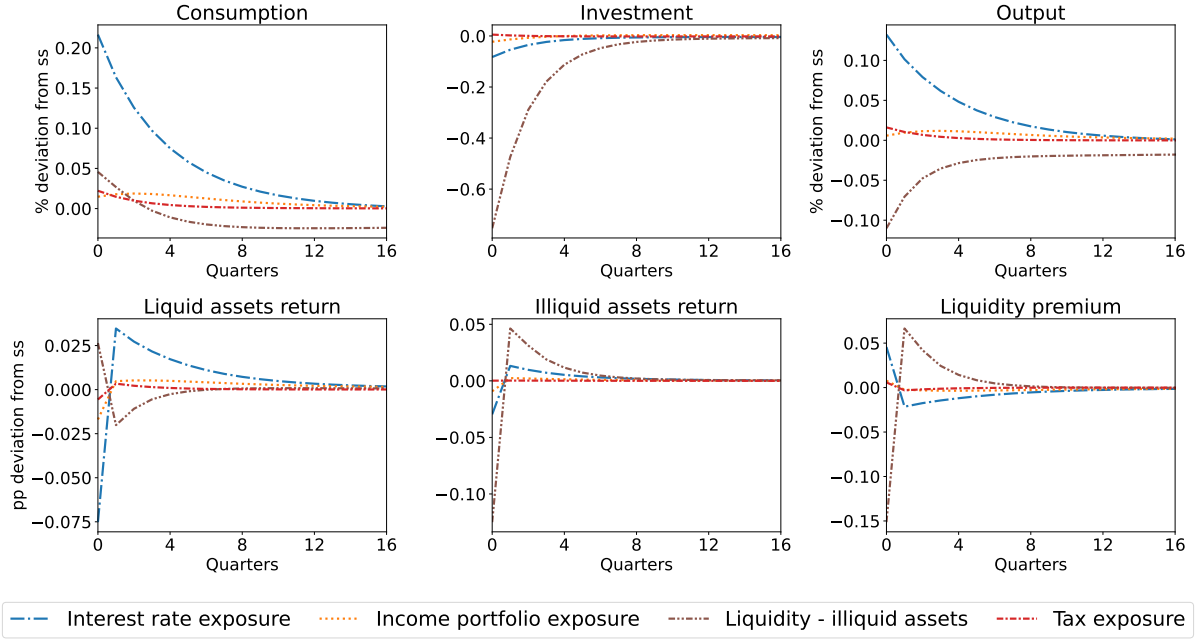 Consumption
Investment
Output
% deviation from ss
0.20
0.15
0.10
0.05
0.00
0 4 8 12 16
Quarters
0.0
−0.2
−0.4
−0.6
0 4 8 12 16
Quarters
% deviation from ss
0.10
0.05
0.00
−0.05
−0.10
0 4 8 12 16
Quarters
Liquid assets return
Illiquid assets return
Liquidity premium
pp deviation from ss
0.025
0.000
−0.025
−0.050
−0.075
0 4 8 12 16
Quarters
0.05
0.00
−0.05
−0.10
0 4 8 12 16
Quarters
0.05
0.00
−0.05
−0.10
−0.15
0 4 8 12 16
Quarters
Interest rate exposure Income portfolio exposure Liquidity - illiquid assets Tax exposure